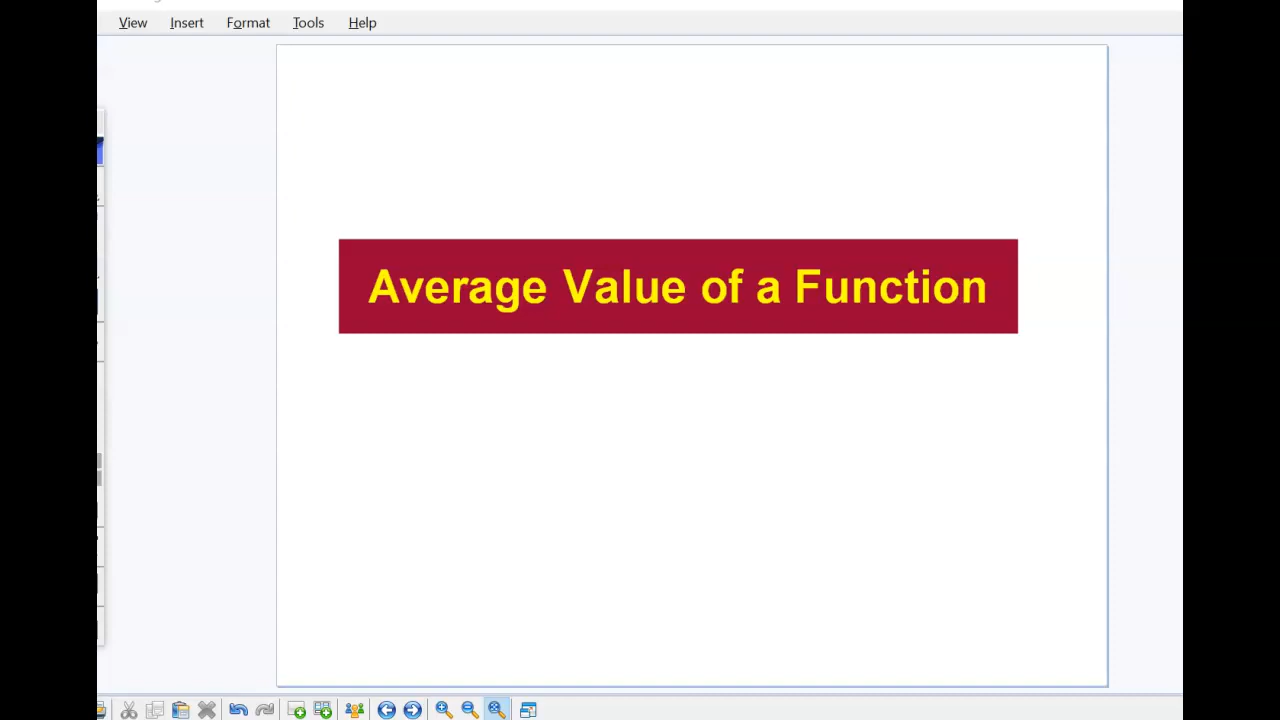 View Insert Format Tools Help
Average Value of a Function